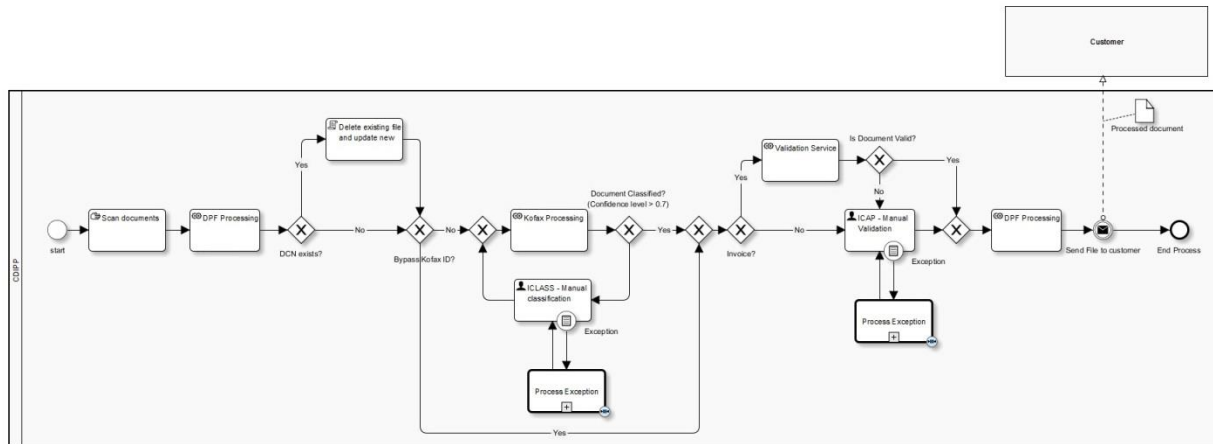 Customer
Processed document
CDIPP
start
Scan documents
DPF Processing
DCN exists?
Yes
No
Delete existing file
and update new
Bypass Kofax ID?
No
Yes
Kofax Processing
Document Classified?
(Confidence level > 0.7)
Yes
ICLASS - Manual
classification
Exception
Process Exception
Invoice?
Yes
No
Validation Service
Is Document Valid?
Yes
No
ICAP - Manual
Validation
Exception
Process Exception
DPF Processing
Send File to customer
End Process